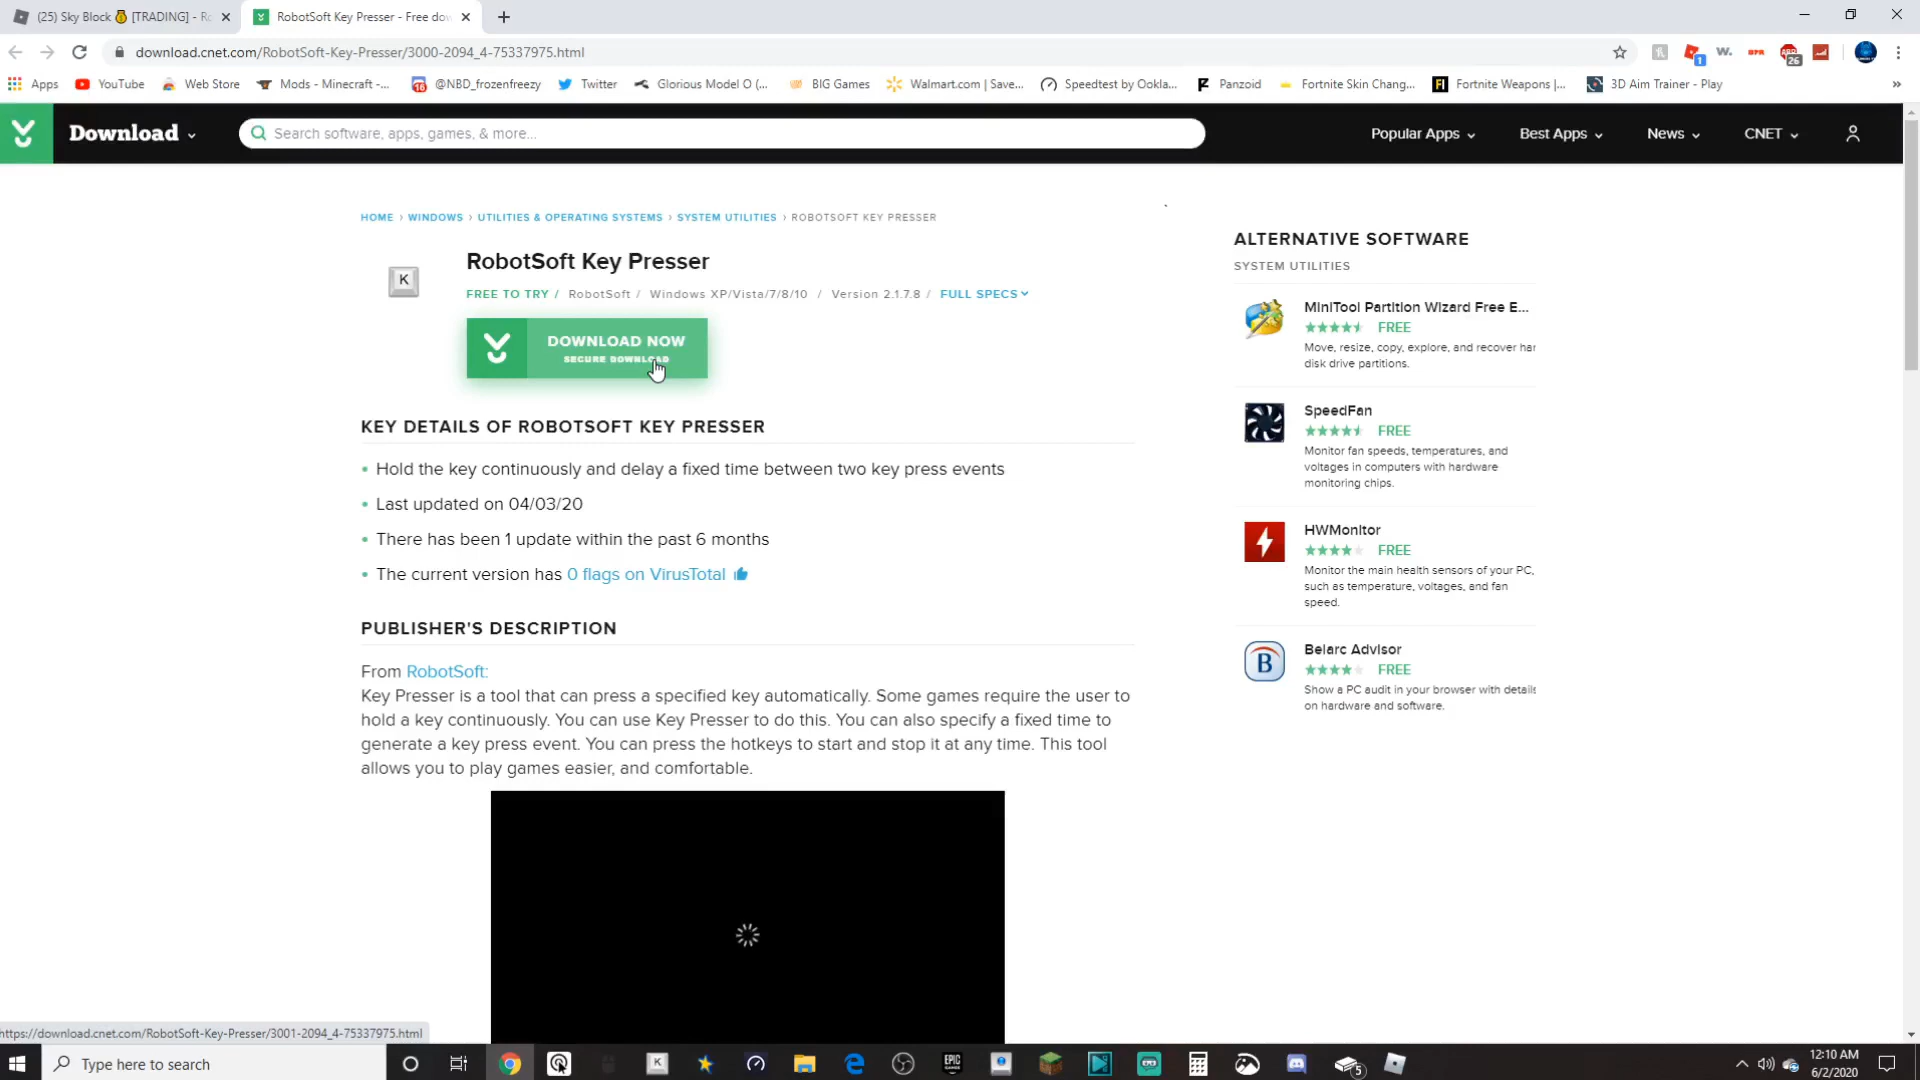 (25) Sky Block 💰 [TRADING] - Ro
RobotSoft Key Presser - Free dow
download.cnet.com/RobotSoft-Key-Presser/3000-2094_4-75337975.html
Apps
YouTube
Web Store
Mods - Minecraft -...
@NBD_frozenfreezy
Twitter
Glorious Model O (...
BIG Games
Walmart.com | Save...
Speedtest by Ookla...
Panzoid
Fortnite Skin Chang...
Fortnite Weapons |...
3D Aim Trainer - Play
»
Download
Search software, apps, games, & more...
Popular Apps
Best Apps
News
CNET
HOME › WINDOWS › UTILITIES & OPERATING SYSTEMS › SYSTEM UTILITIES › ROBOTSOFT KEY PRESSER
K
RobotSoft Key Presser
FREE TO TRY / RobotSoft / Windows XP/Vista/7/8/10 / Version 2.1.7.8 / FULL SPECS
DOWNLOAD NOW
SECURE DOWNLOAD
KEY DETAILS OF ROBOTSOFT KEY PRESSER
• Hold the key continuously and delay a fixed time between two key press events
• Last updated on 04/03/20
• There has been 1 update within the past 6 months
• The current version has 0 flags on VirusTotal
PUBLISHER'S DESCRIPTION
From RobotSoft:
Key Presser is a tool that can press a specified key automatically. Some games require the user to
hold a key continuously. You can use Key Presser to do this. You can also specify a fixed time to
generate a key press event. You can press the hotkeys to start and stop it at any time. This tool
allows you to play games easier, and comfortable.
ALTERNATIVE SOFTWARE
SYSTEM UTILITIES
MiniTool Partition Wizard Free E...
FREE
Move, resize, copy, explore, and recover har
disk drive partitions.
SpeedFan
FREE
Monitor fan speeds, temperatures, and
voltages in computers with hardware
monitoring chips.
HWMonitor
FREE
Monitor the main health sensors of your PC,
such as temperature, voltages, and fan
speed.
B
Belarc Advisor
FREE
Show a PC audit in your browser with details
on hardware and software.
https://download.cnet.com/RobotSoft-Key-Presser/3001-2094_4-75337975.html
Type here to search
K
EPIC
GAMES
5
12:10 AM
6/2/2020